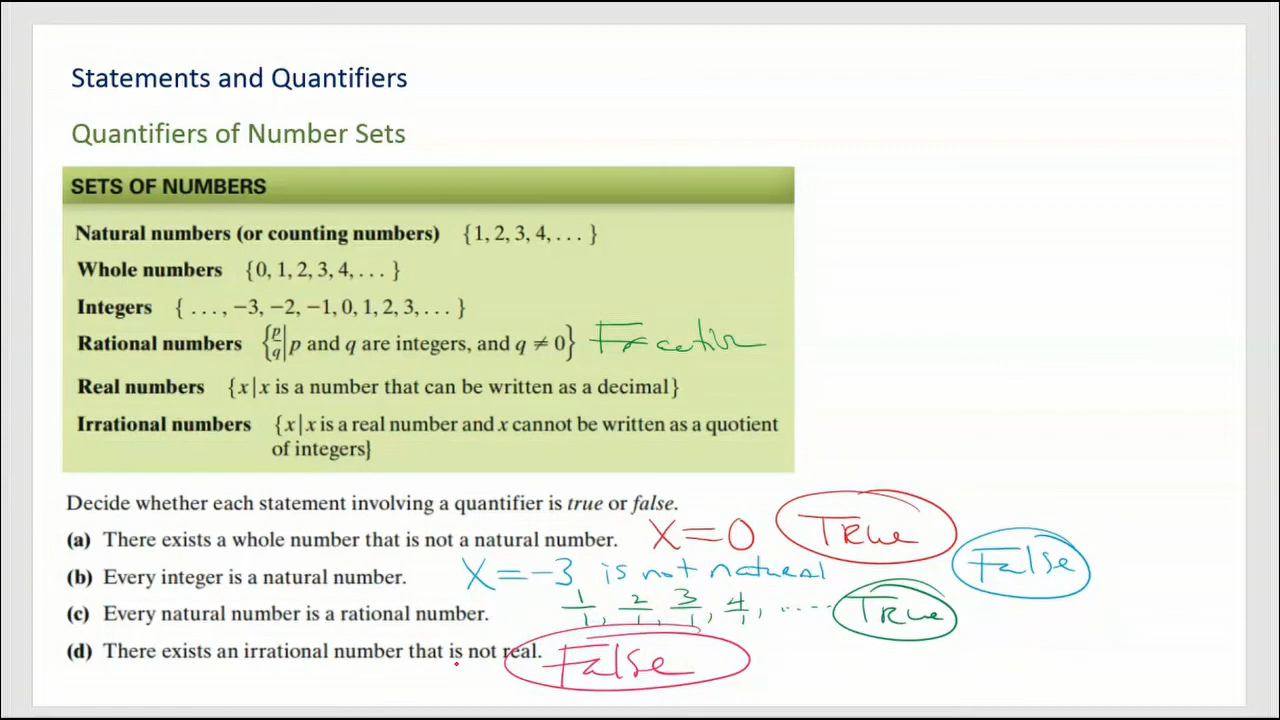 Statements and Quantifiers
Quantifiers of Number Sets
SETS OF NUMBERS
Natural numbers (or counting numbers) {1, 2, 3, 4, . . . }
Whole numbers {0, 1, 2, 3, 4, . . . }
Integers { . . . , −3, −2, −1, 0, 1, 2, 3, . . . }
Rational numbers {p/q | p and q are integers, and q ≠ 0} Fraction
Real numbers {x | x is a number that can be written as a decimal}
Irrational numbers {x | x is a real number and x cannot be written as a quotient
of integers}
Decide whether each statement involving a quantifier is true or false.
(a) There exists a whole number that is not a natural number. X=0 True
(b) Every integer is a natural number. X=-3 is not natural False
(c) Every natural number is a rational number. 1/1, 2/1, 3/1, 4/1, ..... True
(d) There exists an irrational number that is not real. False